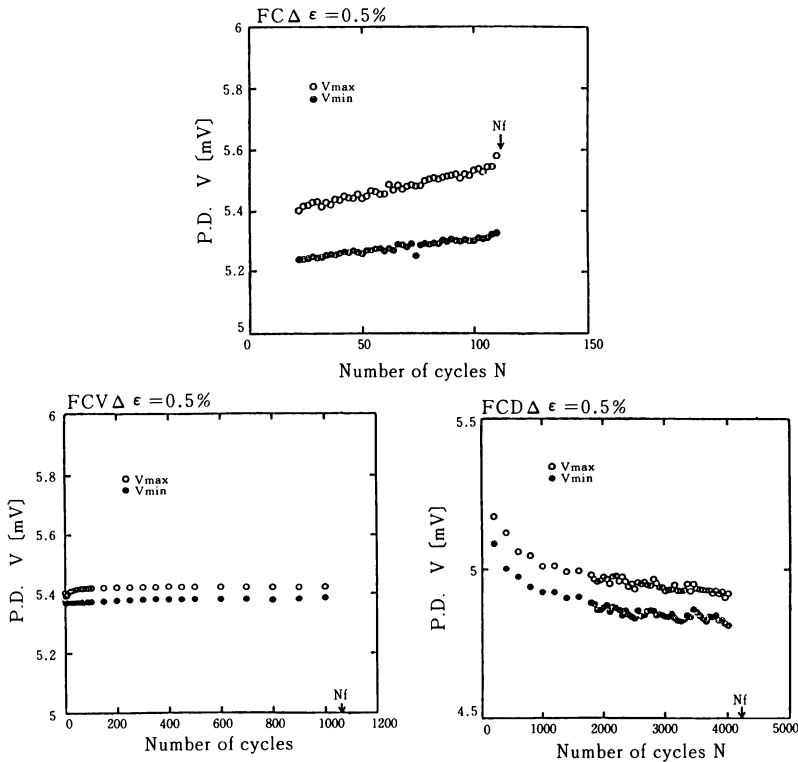 FC Δ ε =0.5%
6
5.8
5.6
5.4
5.2
5
P.D. V [mV]
Vmax
Vmin
Nf
0
50
100
150
Number of cycles N
FCV Δ ε =0.5%
6
5.8
5.6
5.4
5.2
5
P.D. V [mV]
Vmax
Vmin
Nf
0
200
400
600
800
1000
1200
Number of cycles
FCD Δ ε =0.5%
5.5
5
4.5
P.D. V [mV]
Vmax
Vmin
Nf
0
1000
2000
3000
4000
5000
Number of cycles N